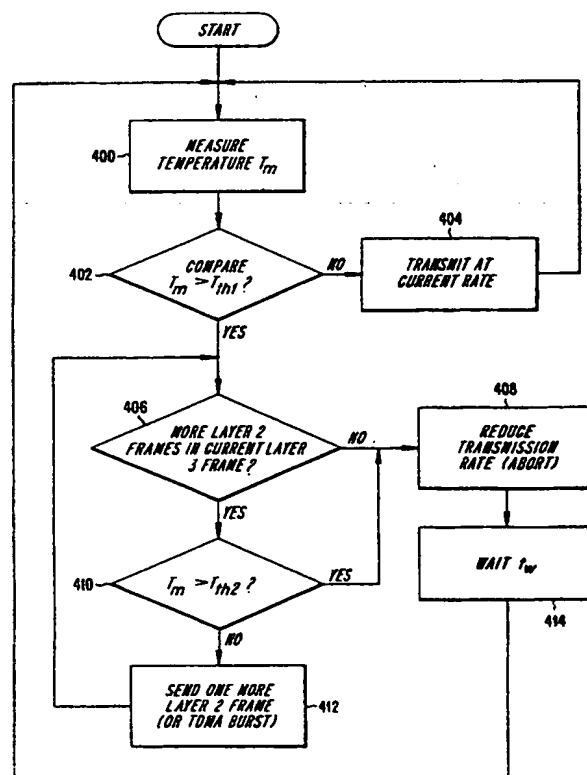 START
400
MEASURE
TEMPERATURE Tm
402
COMPARE
Tm > Tth1 ?
NO
404
TRANSMIT AT
CURRENT RATE
YES
406
MORE LAYER 2
FRAMES IN CURRENT LAYER
3 FRAME ?
NO
408
REDUCE
TRANSMISSION
RATE (ABORT)
YES
410
Tm > Tth2 ?
YES
WAIT tw
414
NO
SEND ONE MORE
LAYER 2 FRAME
(OR TDMA BURST)
412